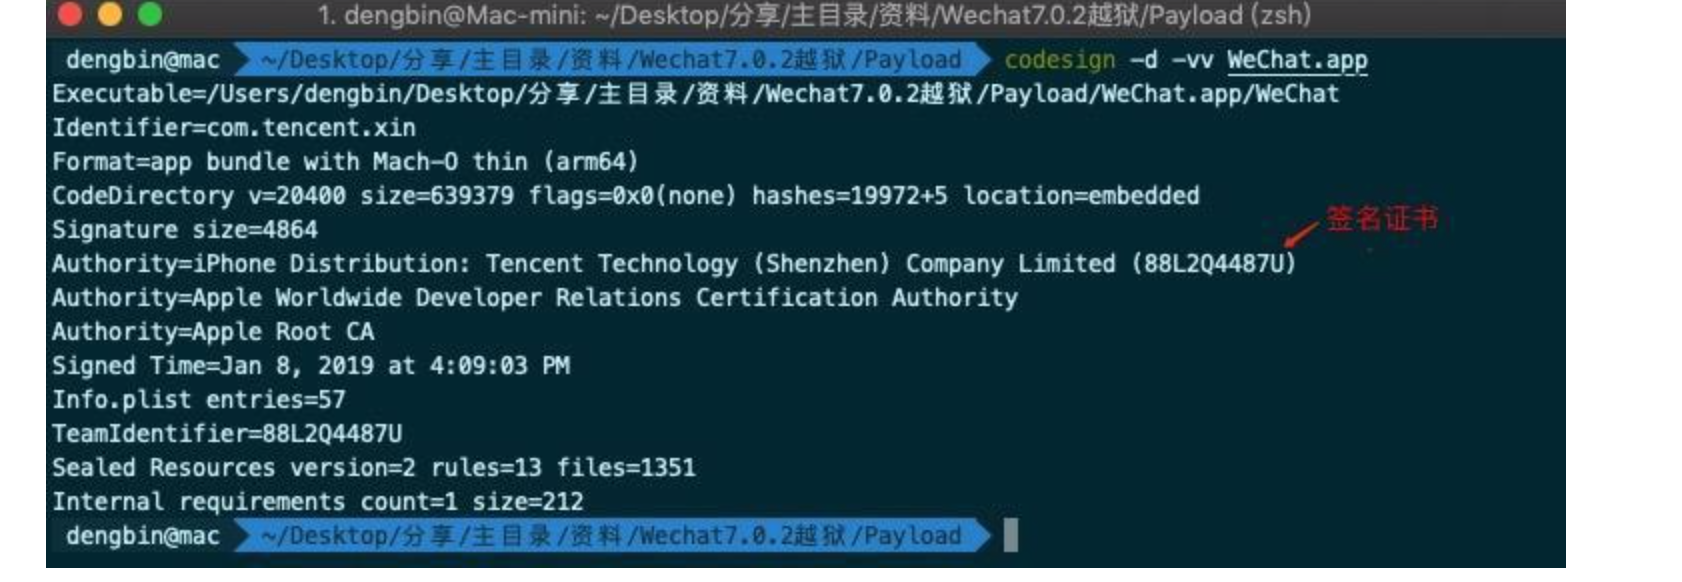 1. dengbin@Mac-mini: ~/Desktop/分享/主目录/资料/Wechat7.0.2越狱/Payload (zsh)
dengbin@mac ~/Desktop/分享/主目录/资料/Wechat7.0.2越狱/Payload codesign -d -vv WeChat.app
Executable=/Users/dengbin/Desktop/分享/主目录/资料/Wechat7.0.2越狱/Payload/WeChat.app/WeChat
Identifier=com.tencent.xin
Format=app bundle with Mach-O thin (arm64)
CodeDirectory v=20400 size=639379 flags=0x0(none) hashes=19972+5 location=embedded
Signature size=4864
签名证书
Authority=iPhone Distribution: Tencent Technology (Shenzhen) Company Limited (88L2Q4487U)
Authority=Apple Worldwide Developer Relations Certification Authority
Authority=Apple Root CA
Signed Time=Jan 8, 2019 at 4:09:03 PM
Info.plist entries=57
TeamIdentifier=88L2Q4487U
Sealed Resources version=2 rules=13 files=1351
Internal requirements count=1 size=212
dengbin@mac ~/Desktop/分享/主目录/资料/Wechat7.0.2越狱/Payload